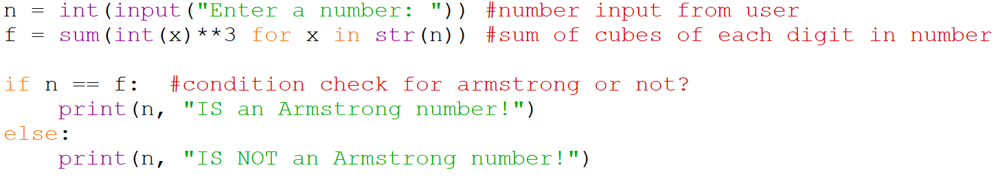 n = int(input("Enter a number: ")) #number input from user
f = sum(int(x)**3 for x in str(n)) #sum of cubes of each digit in number
if n == f:  #condition check for armstrong or not?
    print(n, "IS an Armstrong number!")
else:
    print(n, "IS NOT an Armstrong number!")